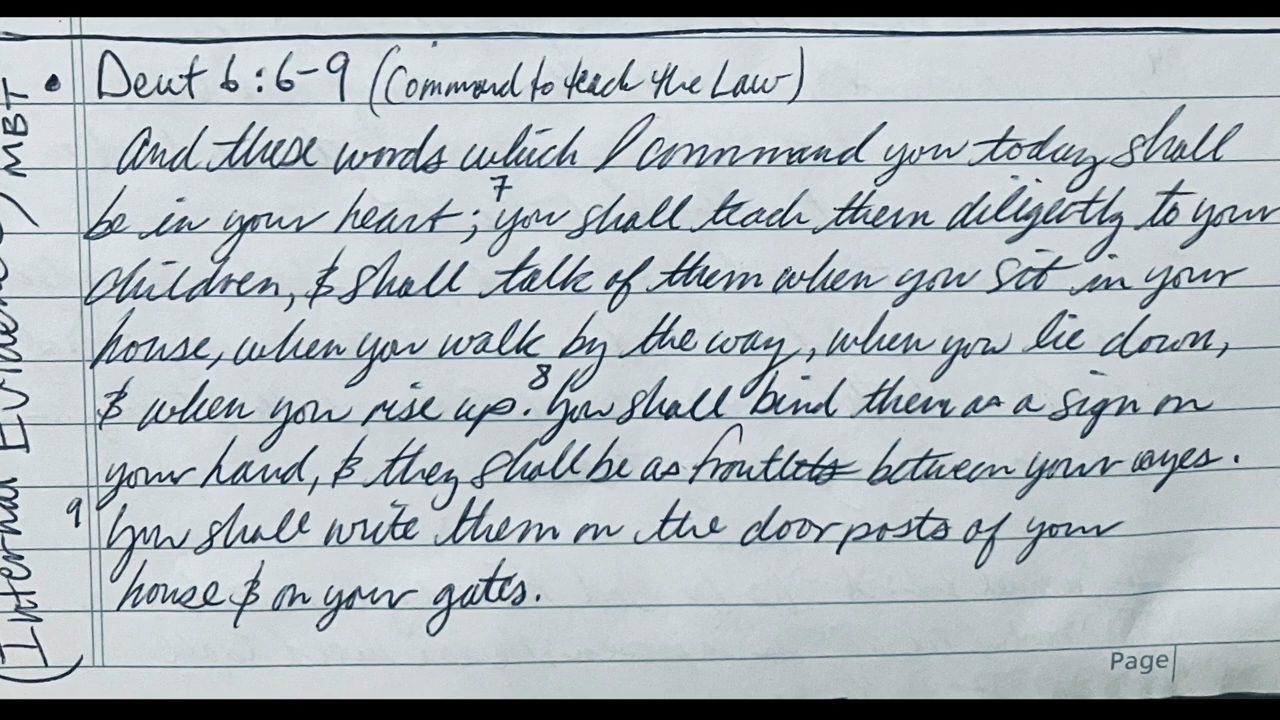 • Deut 6:6-9 (Command to teach the Law)
And these words which I command you today shall
be in your heart; 7 you shall teach them diligently to your
children, & shall talk of them when you sit in your
house, when you walk by the way, when you lie down,
& when you rise up. 8 You shall bind them as a sign on
your hand, & they shall be as frontlets between your eyes.
9 You shall write them on the doorposts of your
house & on your gates.
Page
(Internal Evidence) MBT